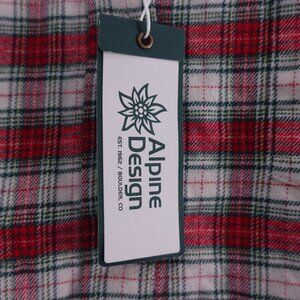 Alpine
Design
EST. 1962 / BOULDER, CO